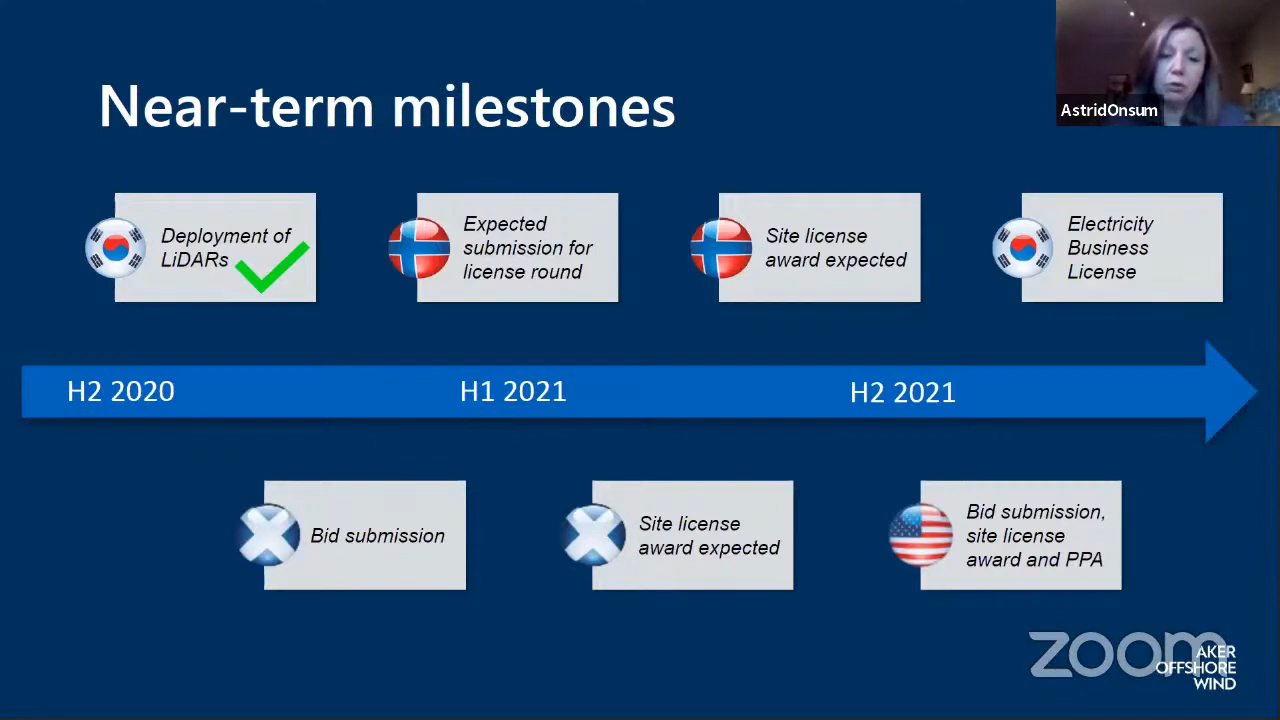 Near-term milestones
AstridOnsum
Deployment of
LiDARs
Expected
submission for
license round
Site license
award expected
Electricity
Business
License
H2 2020
H1 2021
H2 2021
Bid submission
Site license
award expected
Bid submission,
site license
award and PPA
zoom
AKER
OFFSHORE
WIND